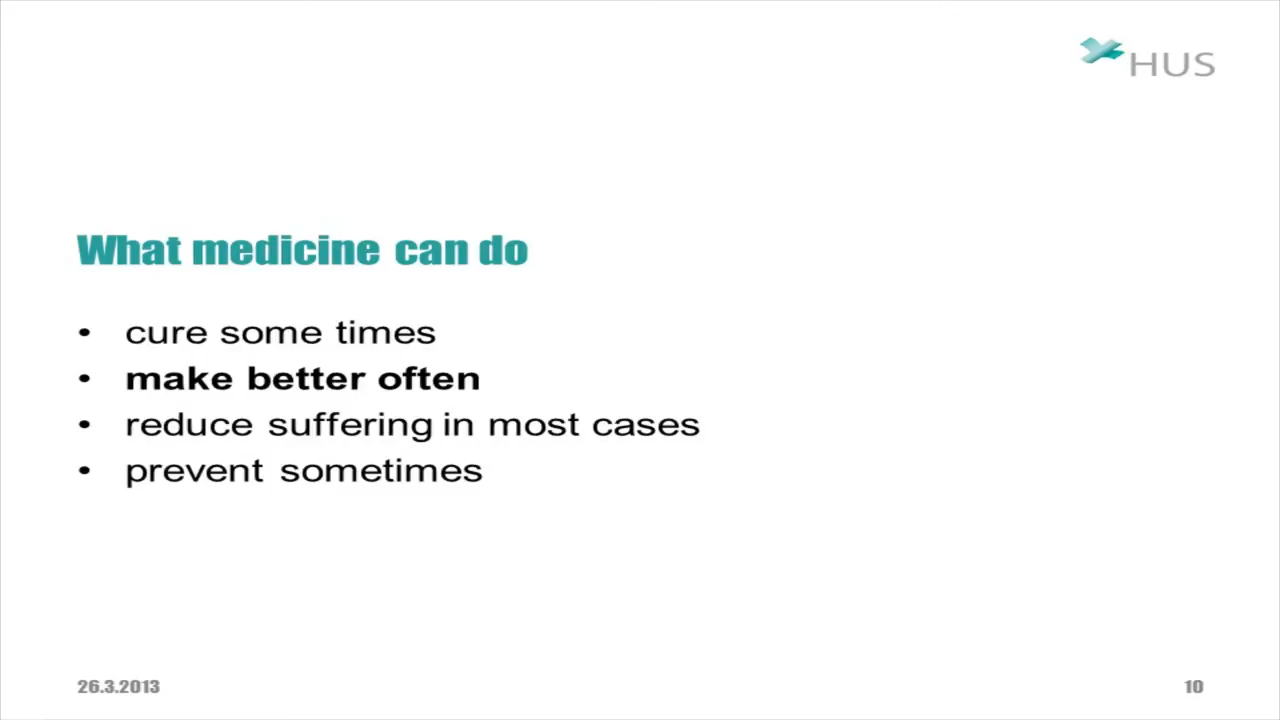 HUS
What medicine can do
• cure some times
• make better often
• reduce suffering in most cases
• prevent sometimes
26.3.2013
10